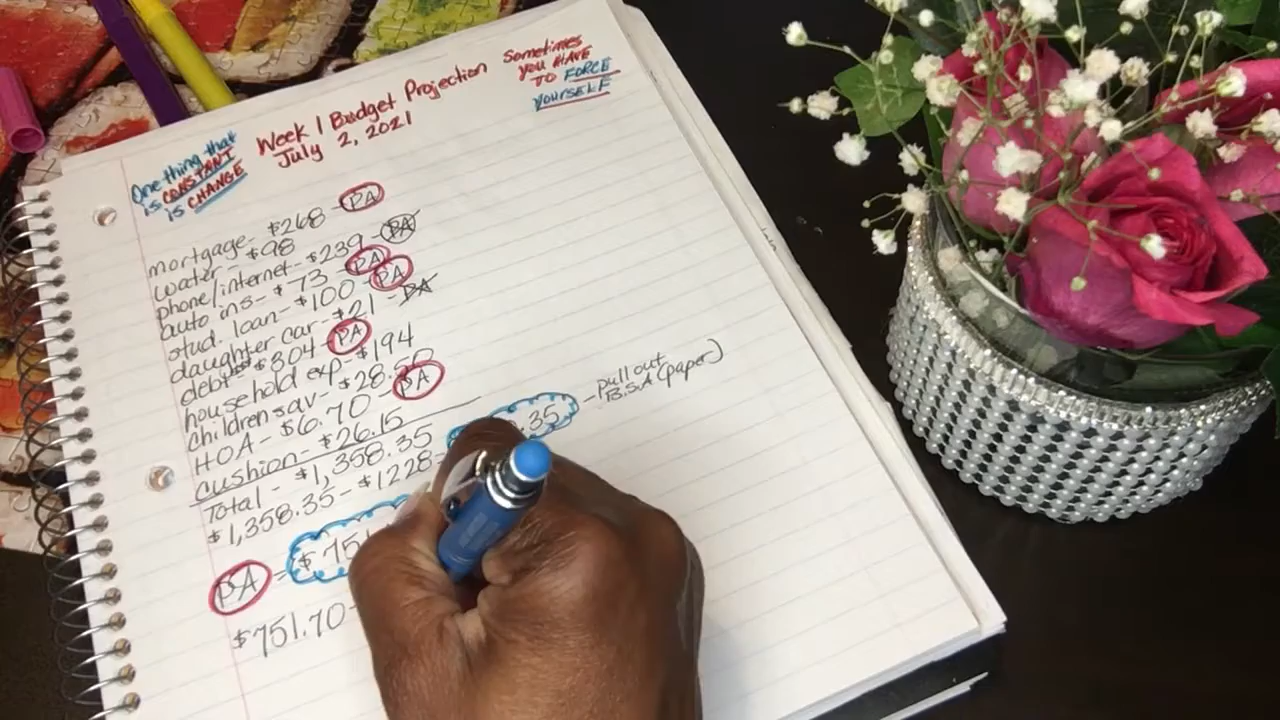 One thing that
is CONSTANT
is CHANGE
Week 1 Budget Projection
July 2, 2021
Sometimes
you HAVE
TO FORCE
YOURSELF
mortgage- $268 - PA
water- $98
phone/internet- $239 - PA
auto ins- $73 - PA
stud. loan- $100 - PA
daughter car- $21 - PA
debt- $304 - PA
household exp- $194
children sav- $28.50
HOA- $6.70 - PA
cushion- $26.15
Total- $1,358.35
$1,358.35 - $1228 .35 - pull out
B.S.A (paper)
PA = $751
$751.70 -